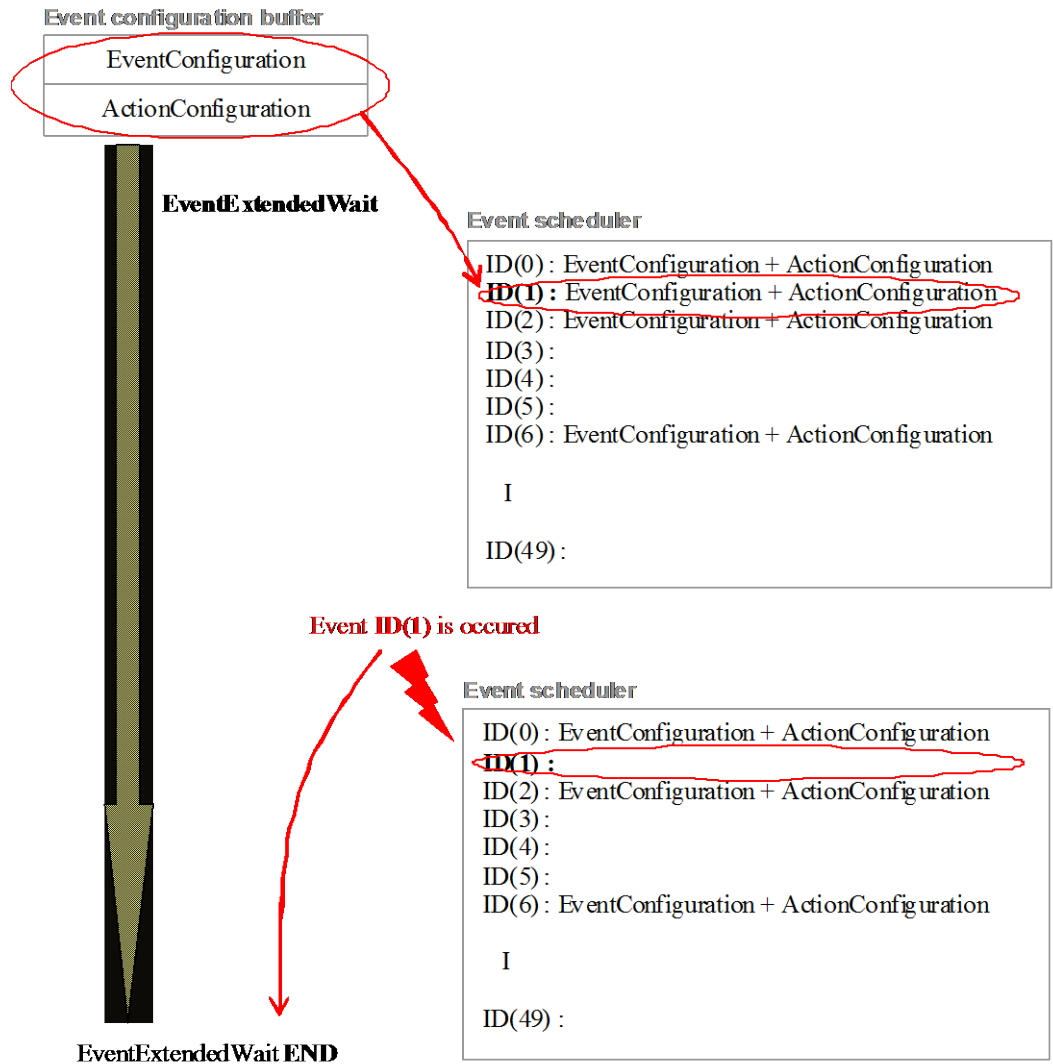 Event configuration buffer
EventConfiguration
ActionConfiguration
EventExtendedWait
Event scheduler
ID(0) : EventConfiguration + ActionConfiguration
ID(1) : EventConfiguration + ActionConfiguration
ID(2) : EventConfiguration + ActionConfiguration
ID(3) :
ID(4) :
ID(5) :
ID(6) : EventConfiguration + ActionConfiguration
I
ID(49) :
Event ID(1) is occured
Event scheduler
ID(0) : EventConfiguration + ActionConfiguration
ID(1) :
ID(2) : EventConfiguration + ActionConfiguration
ID(3) :
ID(4) :
ID(5) :
ID(6) : EventConfiguration + ActionConfiguration
I
ID(49) :
EventExtendedWait END